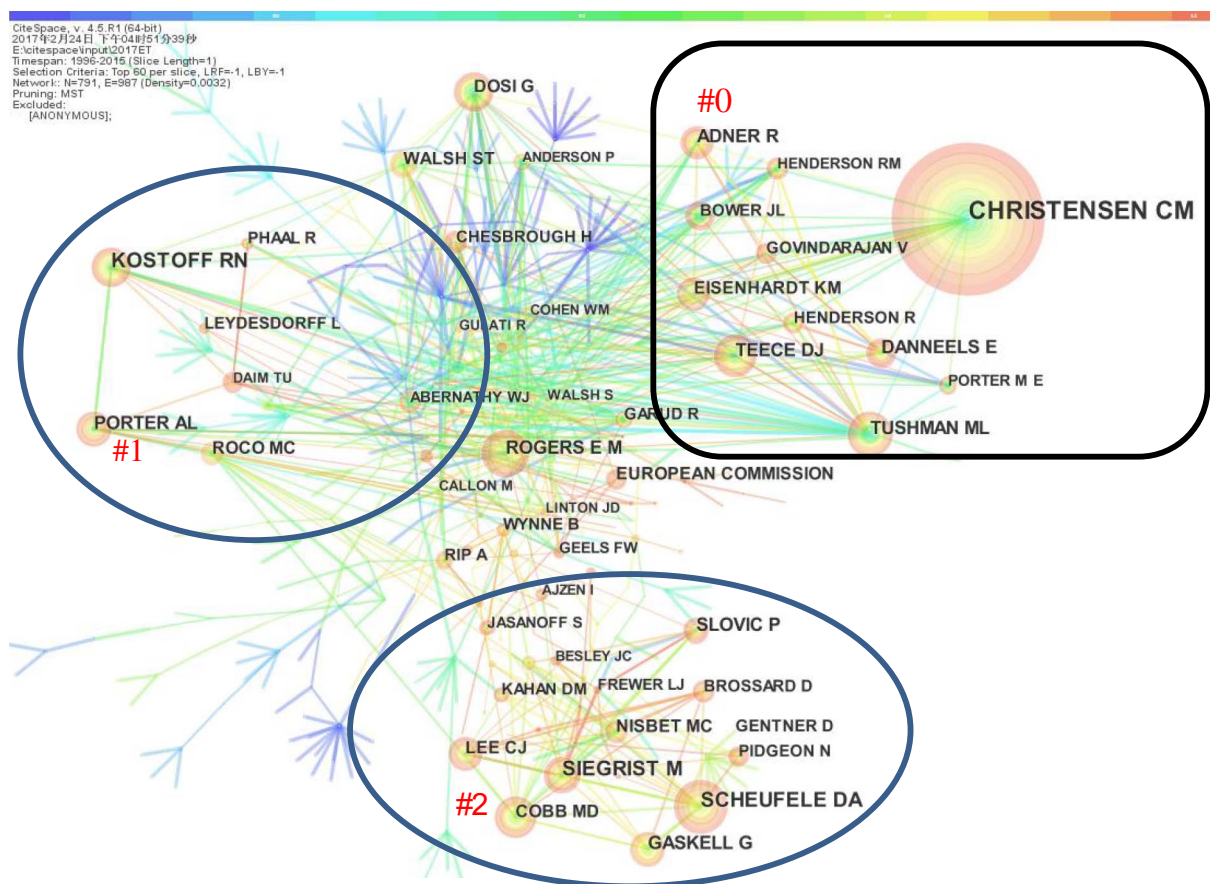 CiteSpace, v. 4.5.R1 (64-bit)
2017年2月24日 下午04时51分39秒
E:\citespace\input\2017ET
Timespan: 1996-2015 (Slice Length=1)
Selection Criteria: Top 60 per slice, LRF=-1, LBY=-1
Network: N=791, E=987 (Density=0.0032)
Pruning: MST
Excluded:
[ANONYMOUS];
DOSI G
#0
ADNER R
WALSH ST
ANDERSON P
HENDERSON RM
BOWER JL
CHRISTENSEN CM
PHAAL R
CHESBROUGH H
GOVINDARAJAN V
KOSTOFF RN
EISENHARDT KM
COHEN WM
LEYDESDORFF L
GULATI R
HENDERSON R
TEECE DJ
DANNEELS E
DAIM TU
PORTER M E
ABERNATHY WJ
WALSH S
GARUD R
PORTER AL
TUSHMAN ML
#1
ROCO MC
ROGERS E M
EUROPEAN COMMISSION
CALLON M
LINTON JD
WYNNE B
RIP A
GEELS FW
AJZEN I
JASANOFF S
SLOVIC P
BESLEY JC
KAHAN DM
FREWER LJ
BROSSARD D
NISBET MC
GENTNER D
LEE CJ
PIDGEON N
SIEGRIST M
#2
COBB MD
SCHEUFELE DA
GASKELL G